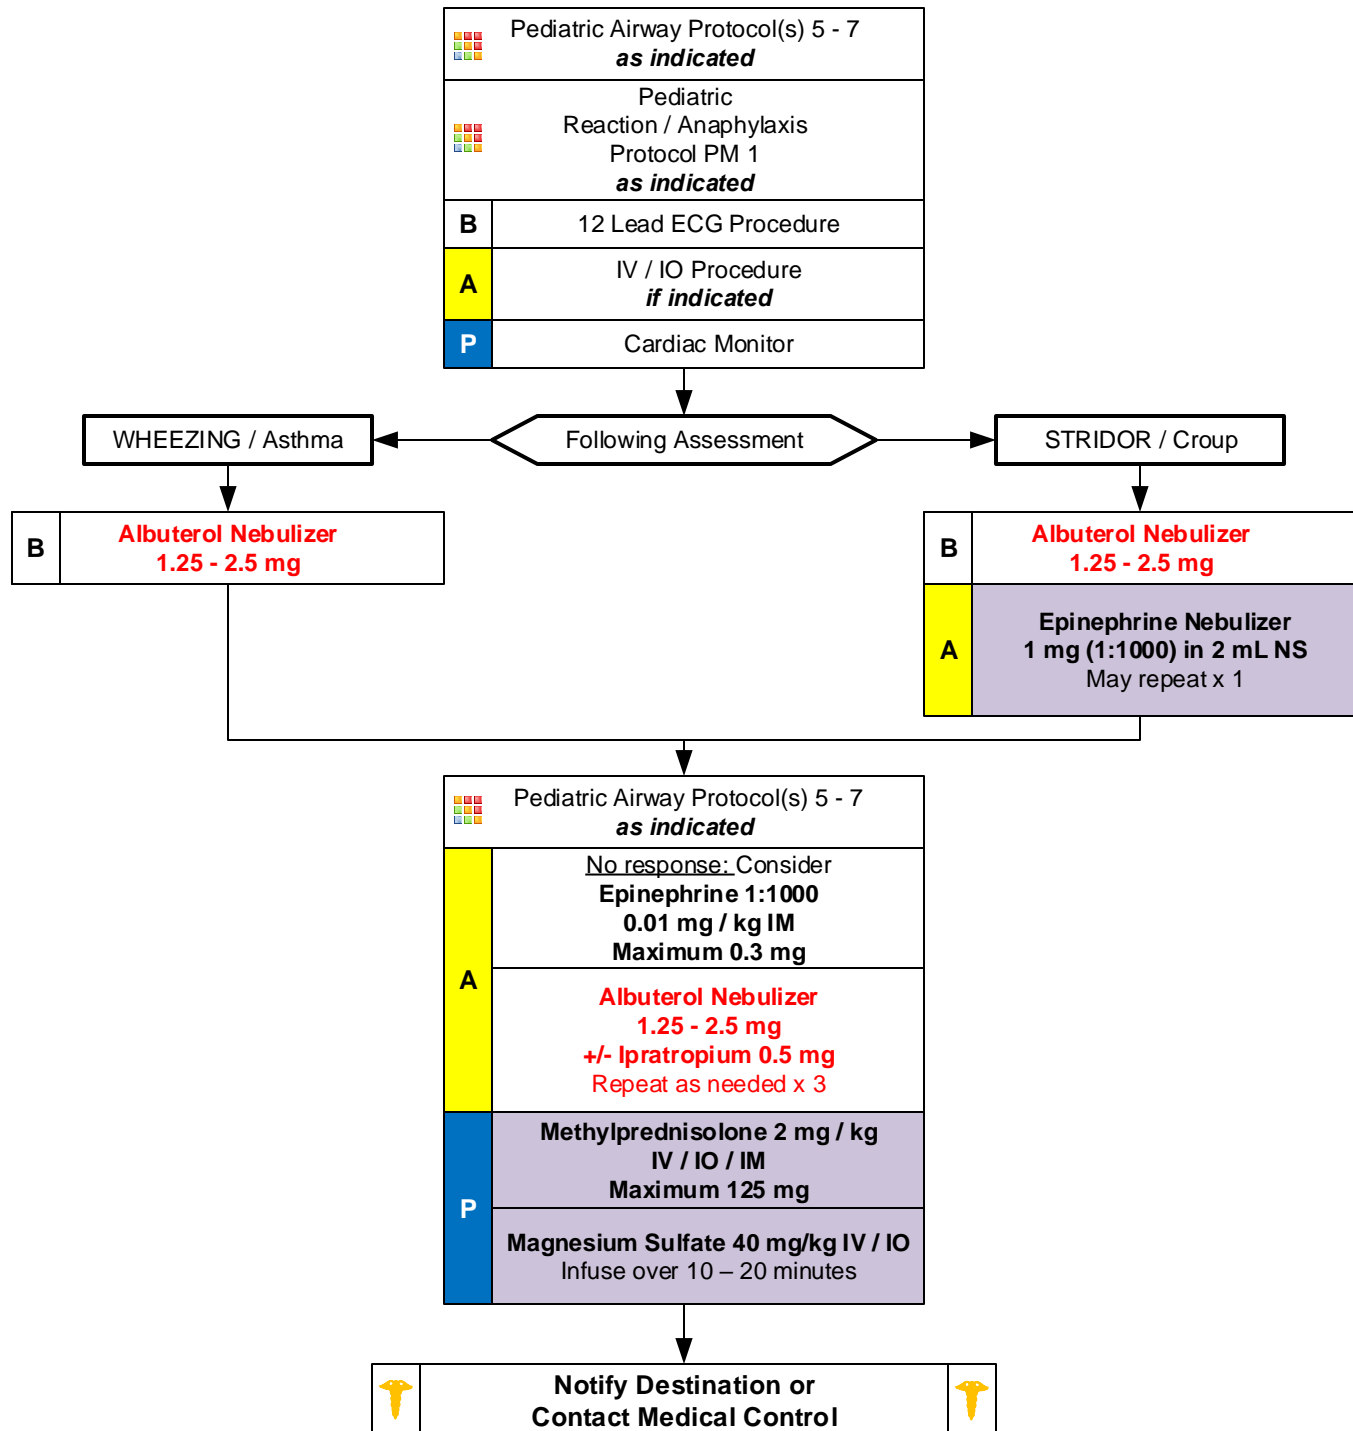 Pediatric Airway Protocol(s) 5 - 7
as indicated
Pediatric
Reaction / Anaphylaxis
Protocol PM 1
as indicated
B
12 Lead ECG Procedure
A
IV / IO Procedure
if indicated
P
Cardiac Monitor
WHEEZING / Asthma
Following Assessment
STRIDOR / Croup
B
Albuterol Nebulizer
1.25 - 2.5 mg
B
Albuterol Nebulizer
1.25 - 2.5 mg
A
Epinephrine Nebulizer
1 mg (1:1000) in 2 mL NS
May repeat x 1
Pediatric Airway Protocol(s) 5 - 7
as indicated
A
No response: Consider
Epinephrine 1:1000
0.01 mg / kg IM
Maximum 0.3 mg
Albuterol Nebulizer
1.25 - 2.5 mg
+/- Ipratropium 0.5 mg
Repeat as needed x 3
P
Methylprednisolone 2 mg / kg
IV / IO / IM
Maximum 125 mg
Magnesium Sulfate 40 mg/kg IV / IO
Infuse over 10 – 20 minutes
Notify Destination or
Contact Medical Control